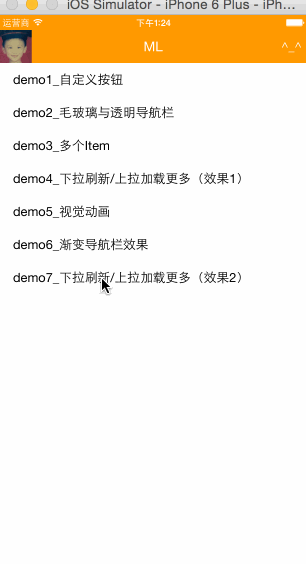 iOS Simulator - iPhone 6 Plus - iPh...
运营商 下午1:24
ML ^_^
demo1_自定义按钮
demo2_毛玻璃与透明导航栏
demo3_多个Item
demo4_下拉刷新/上拉加载更多（效果1）
demo5_视觉动画
demo6_渐变导航栏效果
demo7_下拉刷新/上拉加载更多（效果2）